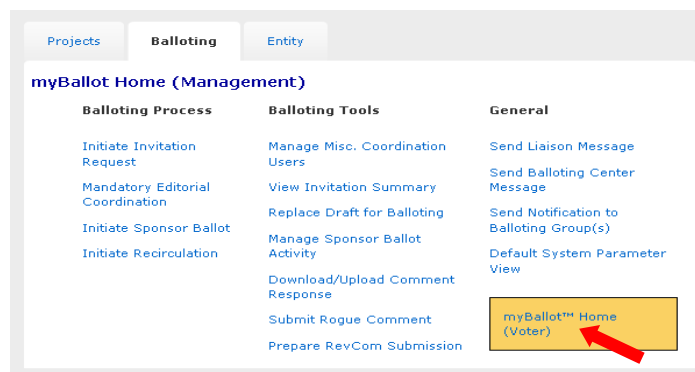 Projects
Balloting
Entity
myBallot Home (Management)
Balloting Process
Initiate Invitation
Request
Mandatory Editorial
Coordination
Initiate Sponsor Ballot
Initiate Recirculation
Balloting Tools
Manage Misc. Coordination
Users
View Invitation Summary
Replace Draft for Balloting
Manage Sponsor Ballot
Activity
Download/Upload Comment
Response
Submit Rogue Comment
Prepare RevCom Submission
General
Send Liaison Message
Send Balloting Center
Message
Send Notification to
Balloting Group(s)
Default System Parameter
View
myBallot™ Home
(Voter)